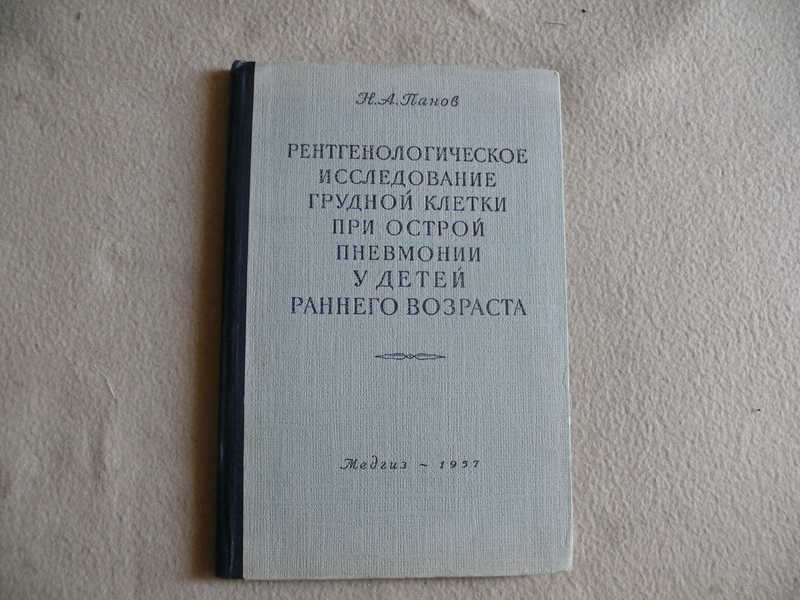 Н. А. Панов
РЕНТГЕНОЛОГИЧЕСКОЕ
ИССЛЕДОВАНИЕ
ГРУДНОЙ КЛЕТКИ
ПРИ ОСТРОЙ
ПНЕВМОНИИ
У ДЕТЕЙ
РАННЕГО ВОЗРАСТА
Медгиз ~ 1957